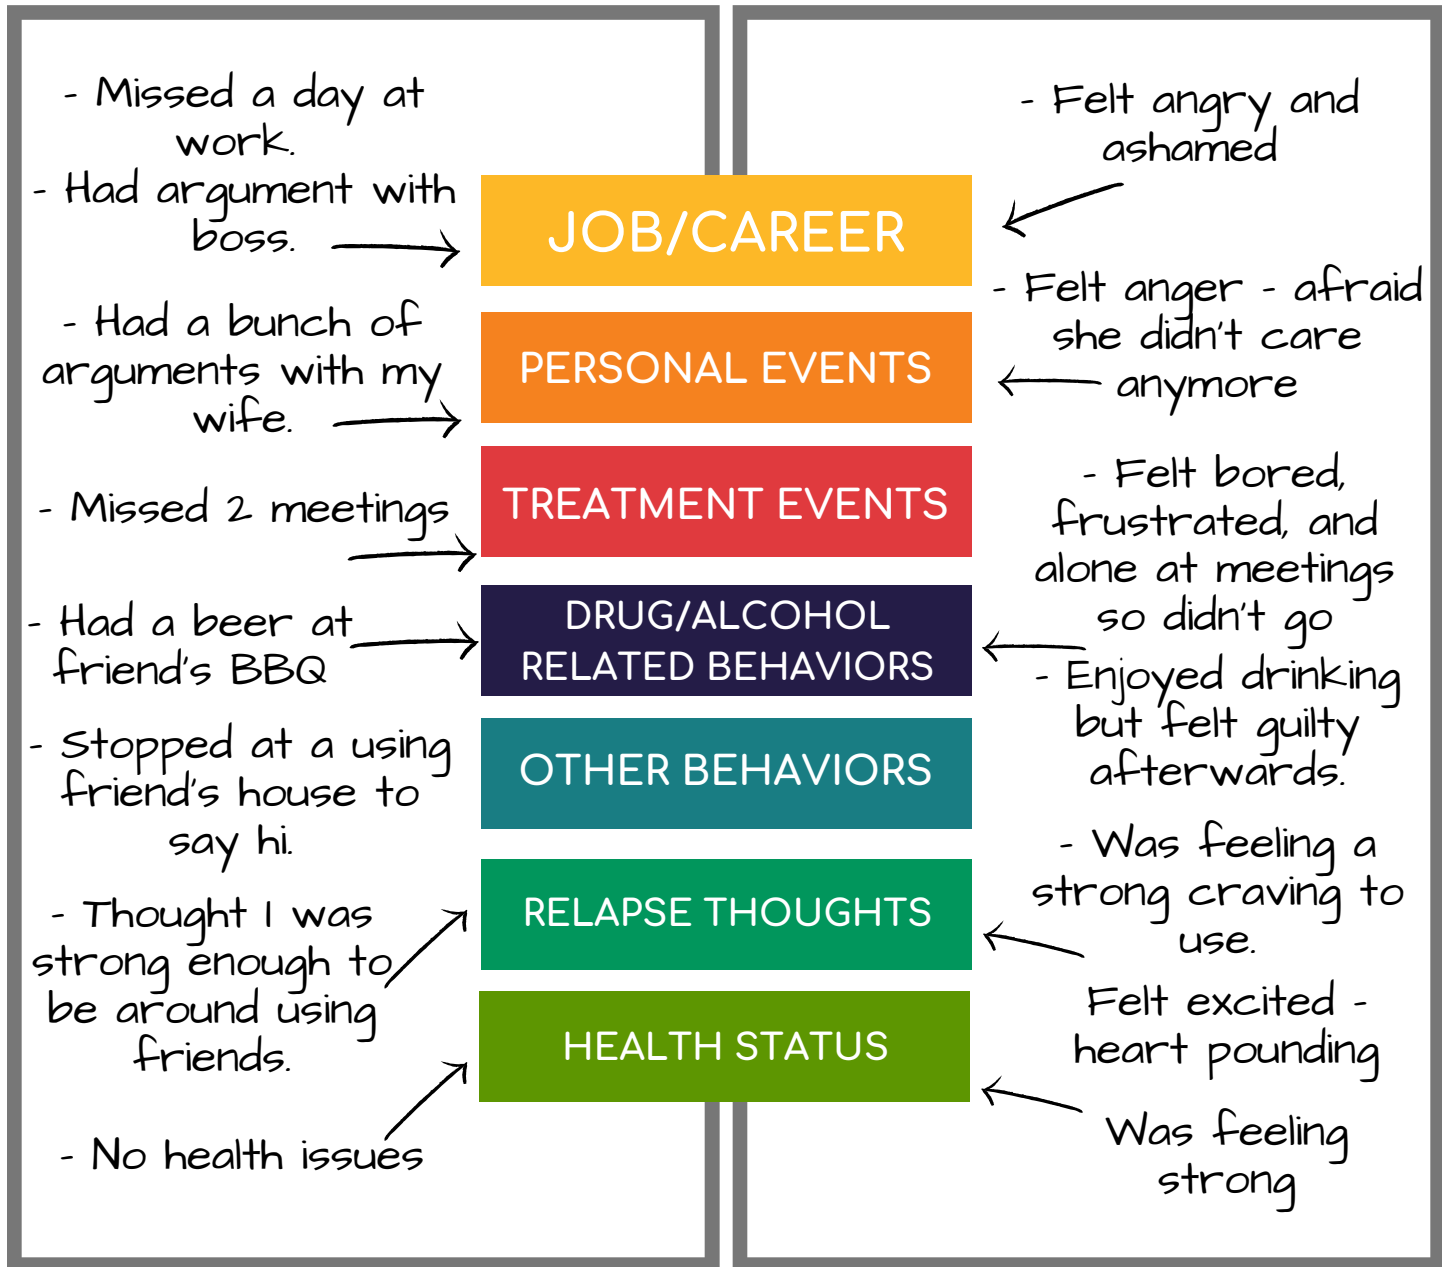 - Missed a day at
work.
- Had argument with
boss.
- Had a bunch of
arguments with my
wife.
- Missed 2 meetings
- Had a beer at
friend's BBQ
- Stopped at a using
friend's house to
say hi.
- Thought I was
strong enough to
be around using
friends.
- No health issues
JOB/CAREER
PERSONAL EVENTS
TREATMENT EVENTS
DRUG/ALCOHOL
RELATED BEHAVIORS
OTHER BEHAVIORS
RELAPSE THOUGHTS
HEALTH STATUS
- Felt angry and
ashamed
- Felt anger - afraid
she didn't care
anymore
- Felt bored,
frustrated, and
alone at meetings
so didn't go
- Enjoyed drinking
but felt guilty
afterwards.
- Was feeling a
strong craving to
use.
Felt excited -
heart pounding
Was feeling
strong